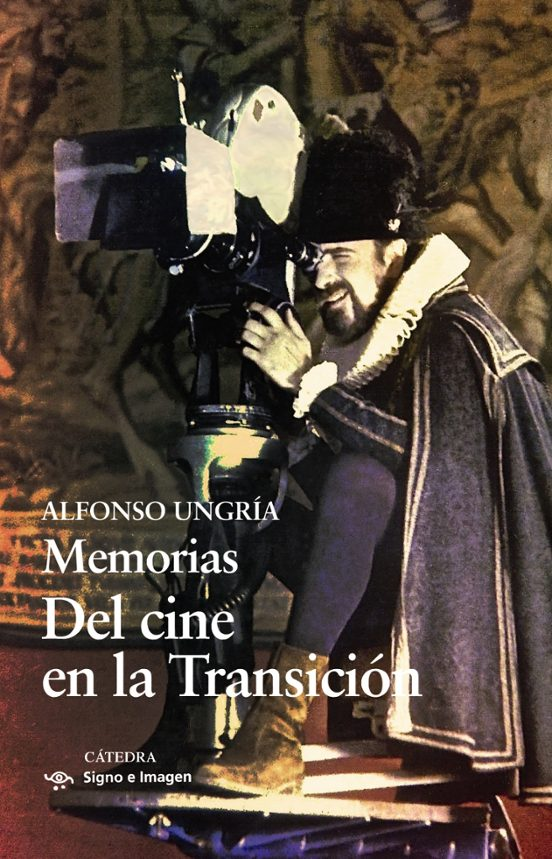 ALFONSO UNGRÍA
Memorias
Del cine
en la Transición
CÁTEDRA
Signo e Imagen